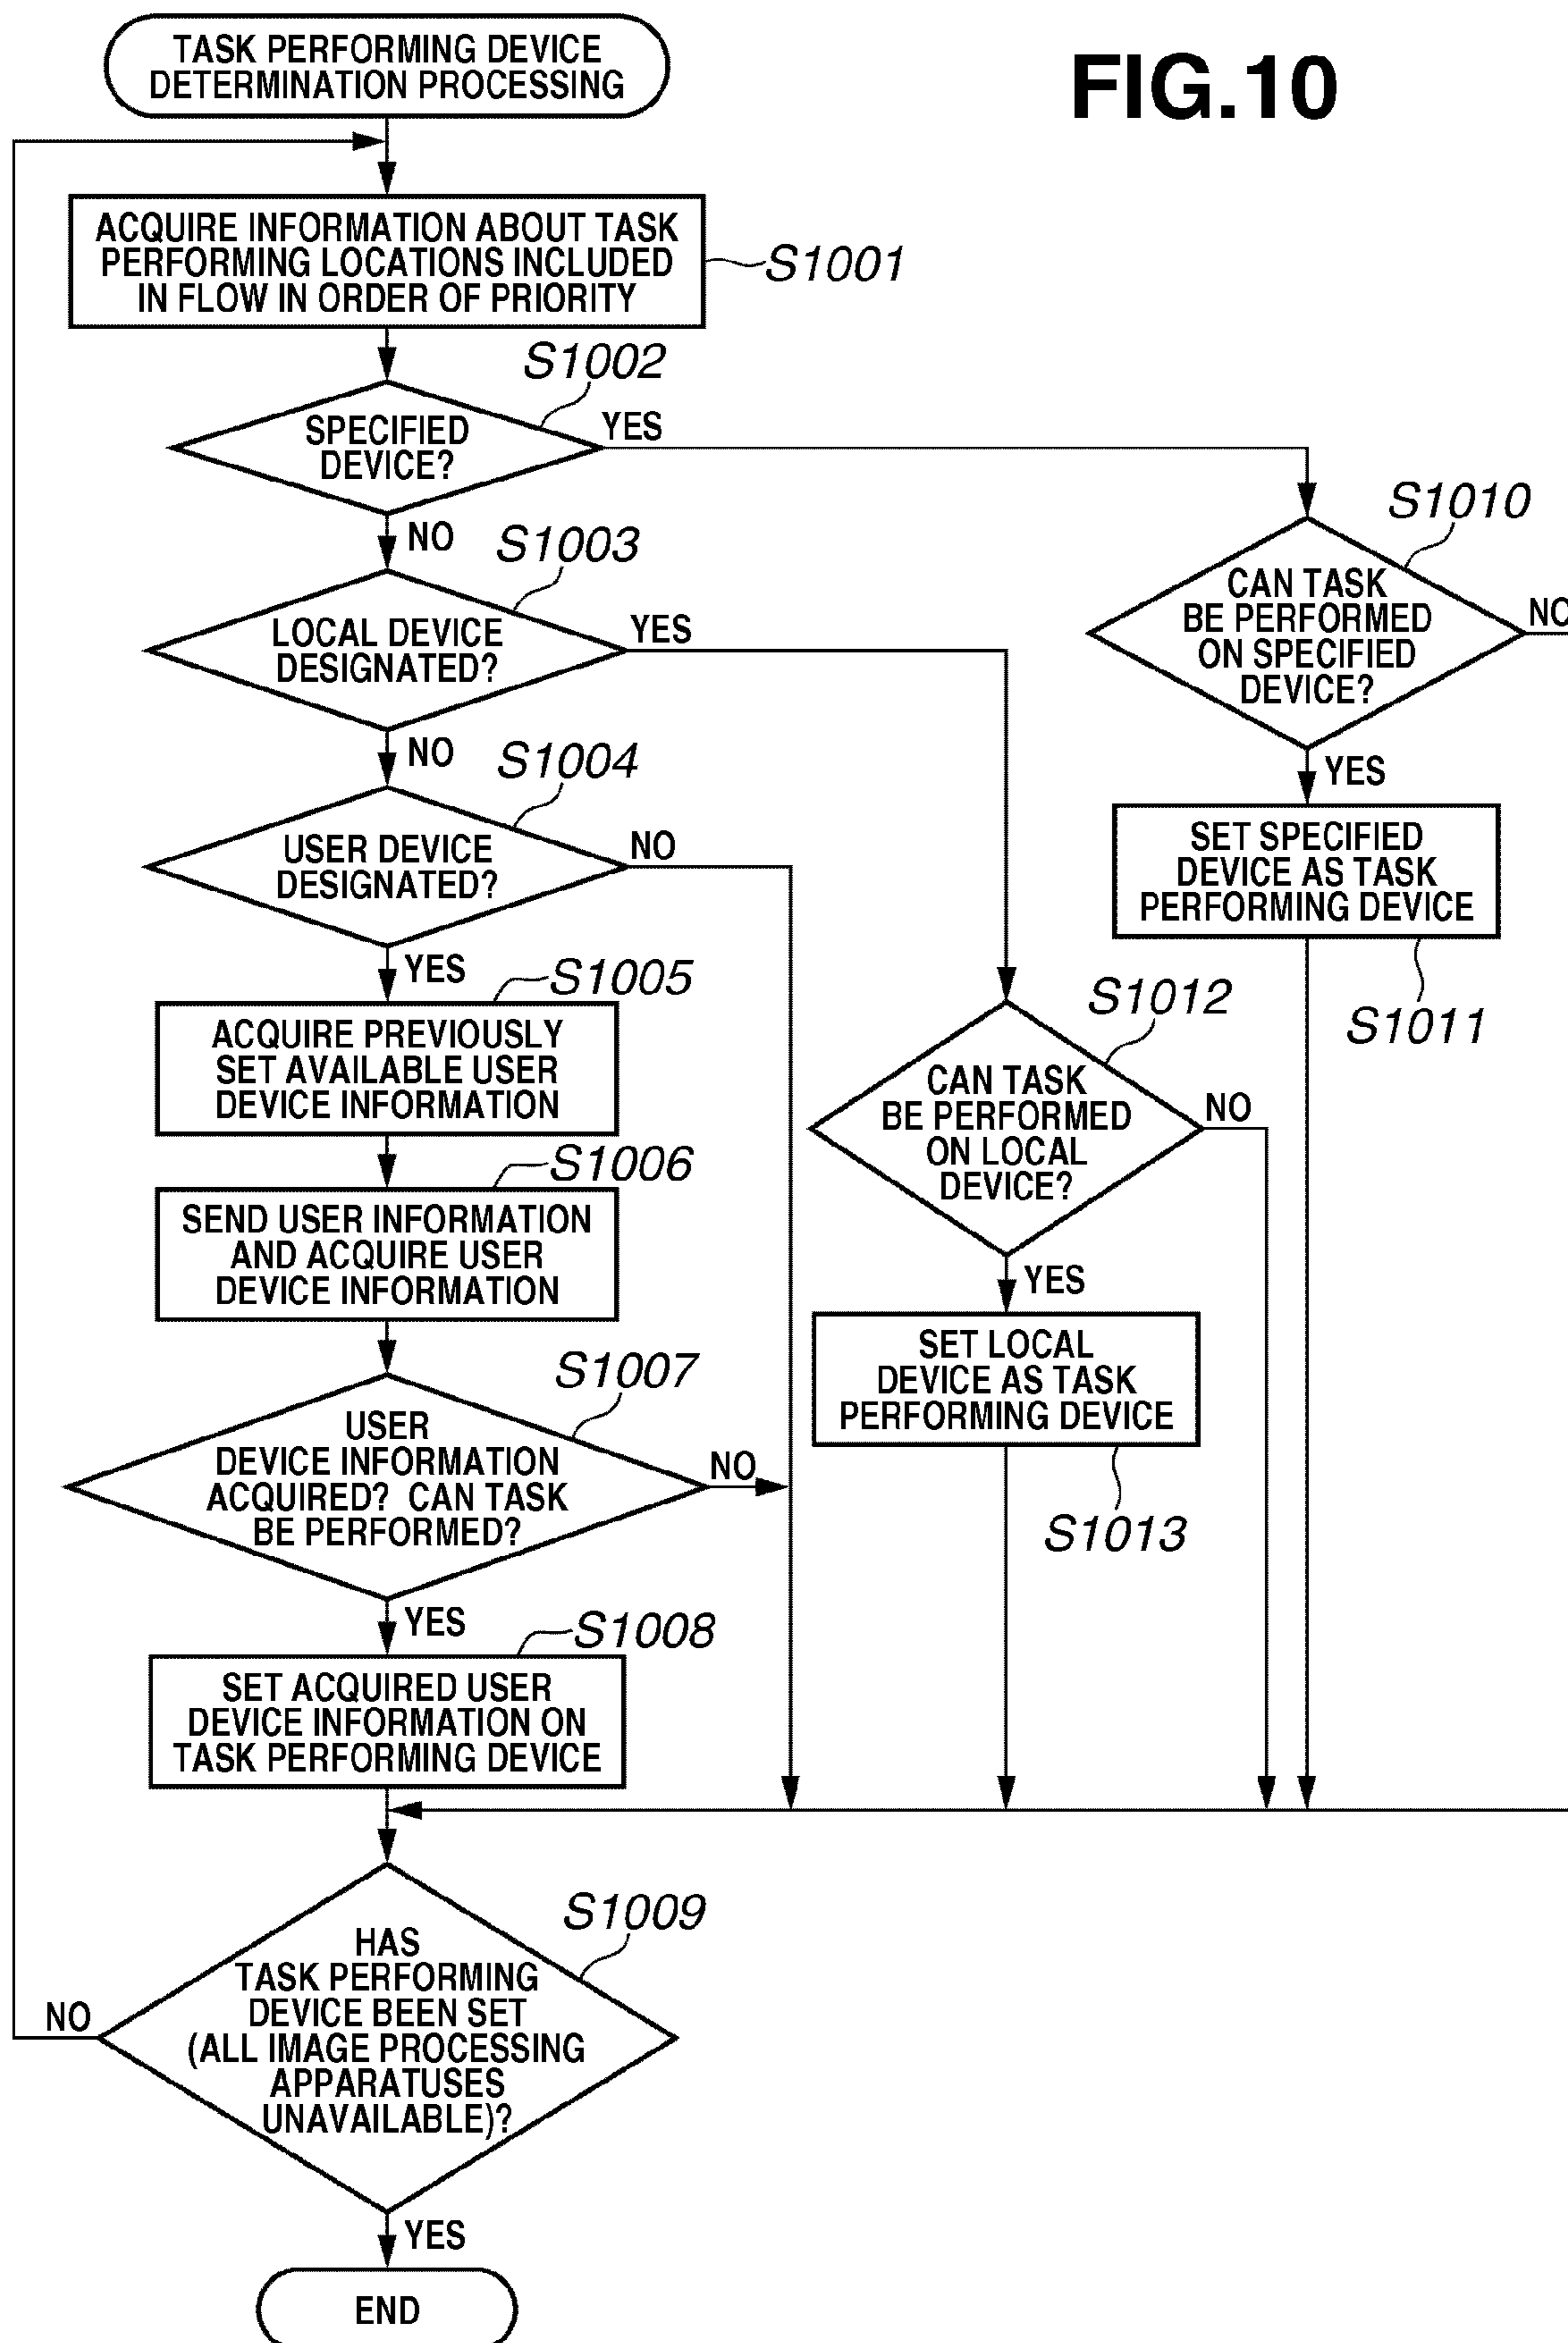 FIG.10
TASK PERFORMING DEVICE
DETERMINATION PROCESSING
ACQUIRE INFORMATION ABOUT TASK
PERFORMING LOCATIONS INCLUDED
IN FLOW IN ORDER OF PRIORITY
S1001
S1002
SPECIFIED
DEVICE?
YES
NO
S1003
LOCAL DEVICE
DESIGNATED?
YES
NO
S1004
USER DEVICE
DESIGNATED?
NO
YES
S1005
ACQUIRE PREVIOUSLY
SET AVAILABLE USER
DEVICE INFORMATION
S1006
SEND USER INFORMATION
AND ACQUIRE USER
DEVICE INFORMATION
S1007
USER
DEVICE INFORMATION
ACQUIRED? CAN TASK
BE PERFORMED?
NO
YES
S1008
SET ACQUIRED USER
DEVICE INFORMATION ON
TASK PERFORMING DEVICE
S1009
HAS
TASK PERFORMING
DEVICE BEEN SET
(ALL IMAGE PROCESSING
APPARATUSES
UNAVAILABLE)?
NO
YES
END
S1010
CAN TASK
BE PERFORMED
ON SPECIFIED
DEVICE?
NO
YES
SET SPECIFIED
DEVICE AS TASK
PERFORMING DEVICE
S1011
S1012
CAN TASK
BE PERFORMED
ON LOCAL
DEVICE?
NO
YES
SET LOCAL
DEVICE AS TASK
PERFORMING DEVICE
S1013